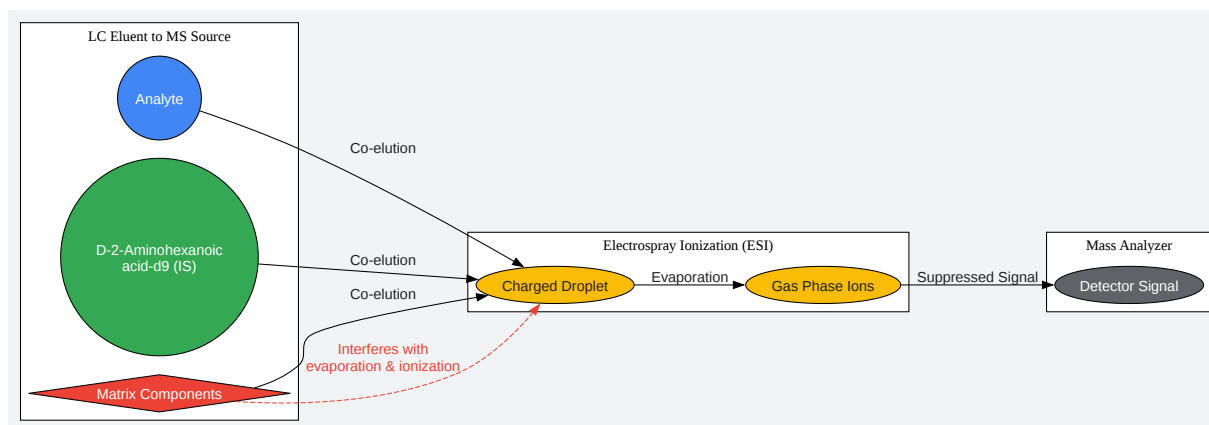 LC Eluent to MS Source
Analyte
Co-elution
D-2-Aminohexanoic
acid-d9 (IS)
Co-elution
Co-elution
Interferes with
evaporation & ionization
Matrix Components
Electrospray Ionization (ESI)
Charged Droplet
Evaporation
Gas Phase Ions
Suppressed Signal
Mass Analyzer
Detector Signal